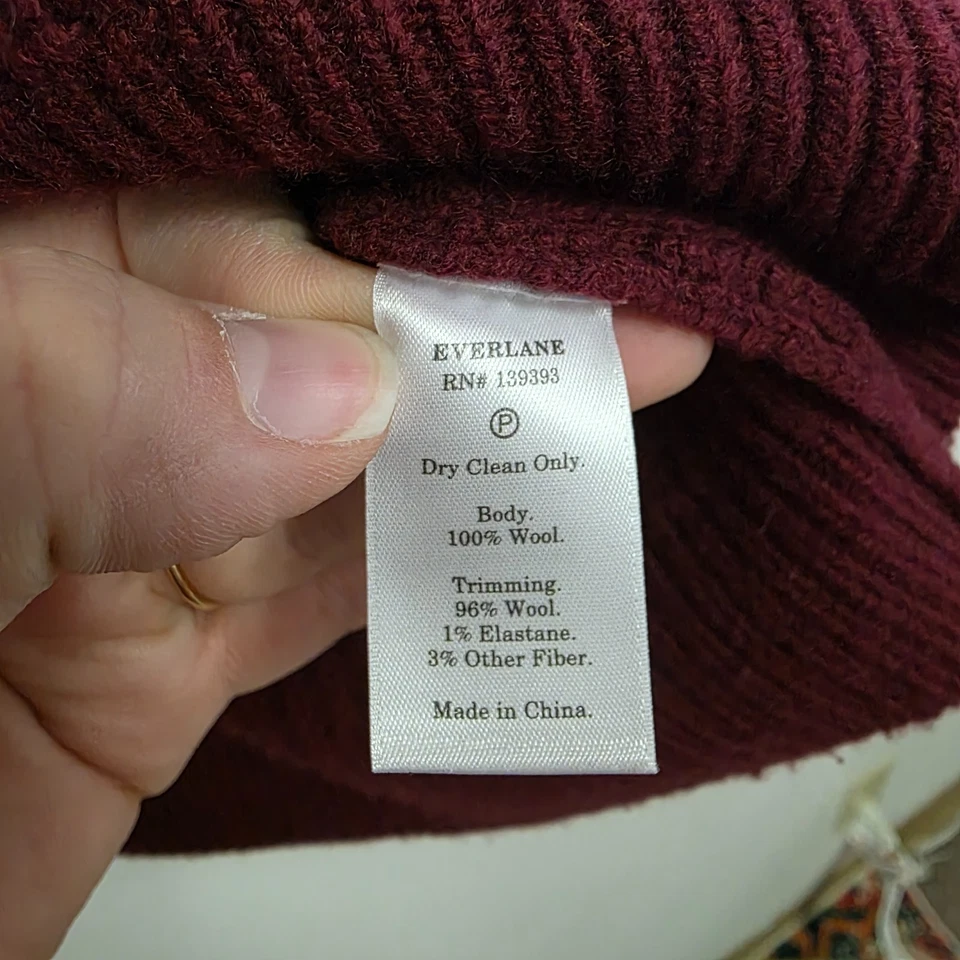 EVERLANE
RN# 139393
P
Dry Clean Only.
Body.
100% Wool.
Trimming.
96% Wool.
1% Elastane.
3% Other Fiber.
Made in China.